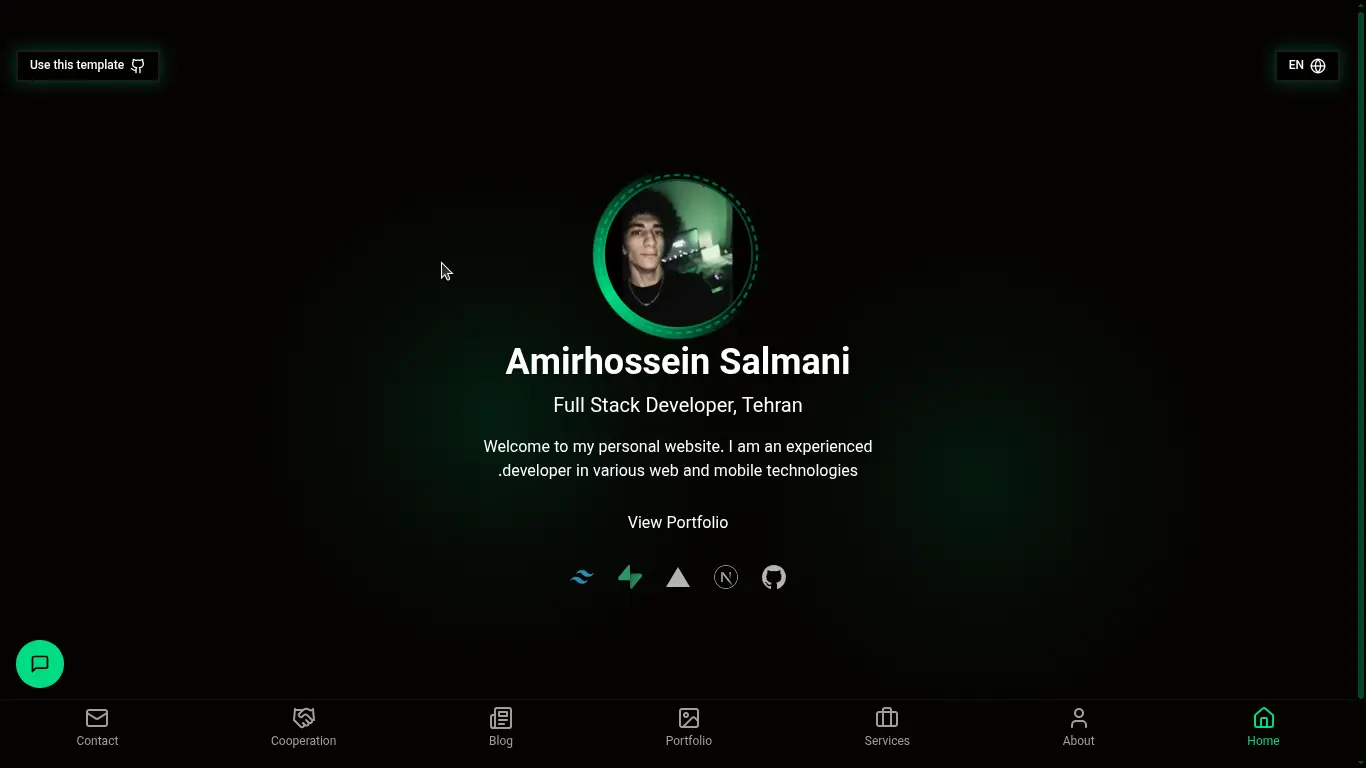 Use this template
EN
Amirhossein Salmani
Full Stack Developer, Tehran
Welcome to my personal website. I am an experienced
.developer in various web and mobile technologies
View Portfolio
N
Contact
Cooperation
Blog
Portfolio
Services
About
Home